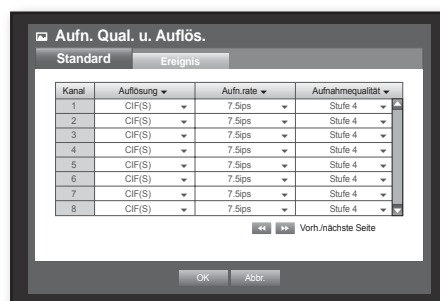 Aufn. Qual. u. Auflös.
Standard Ereignis
Kanal Auflösung Aufn.rate Aufnahmequalität
1 CIF(S) 7.5ips Stufe 4
2 CIF(S) 7.5ips Stufe 4
3 CIF(S) 7.5ips Stufe 4
4 CIF(S) 7.5ips Stufe 4
5 CIF(S) 7.5ips Stufe 4
6 CIF(S) 7.5ips Stufe 4
7 CIF(S) 7.5ips Stufe 4
8 CIF(S) 7.5ips Stufe 4
Vorh./nächste Seite
OK Abbr.